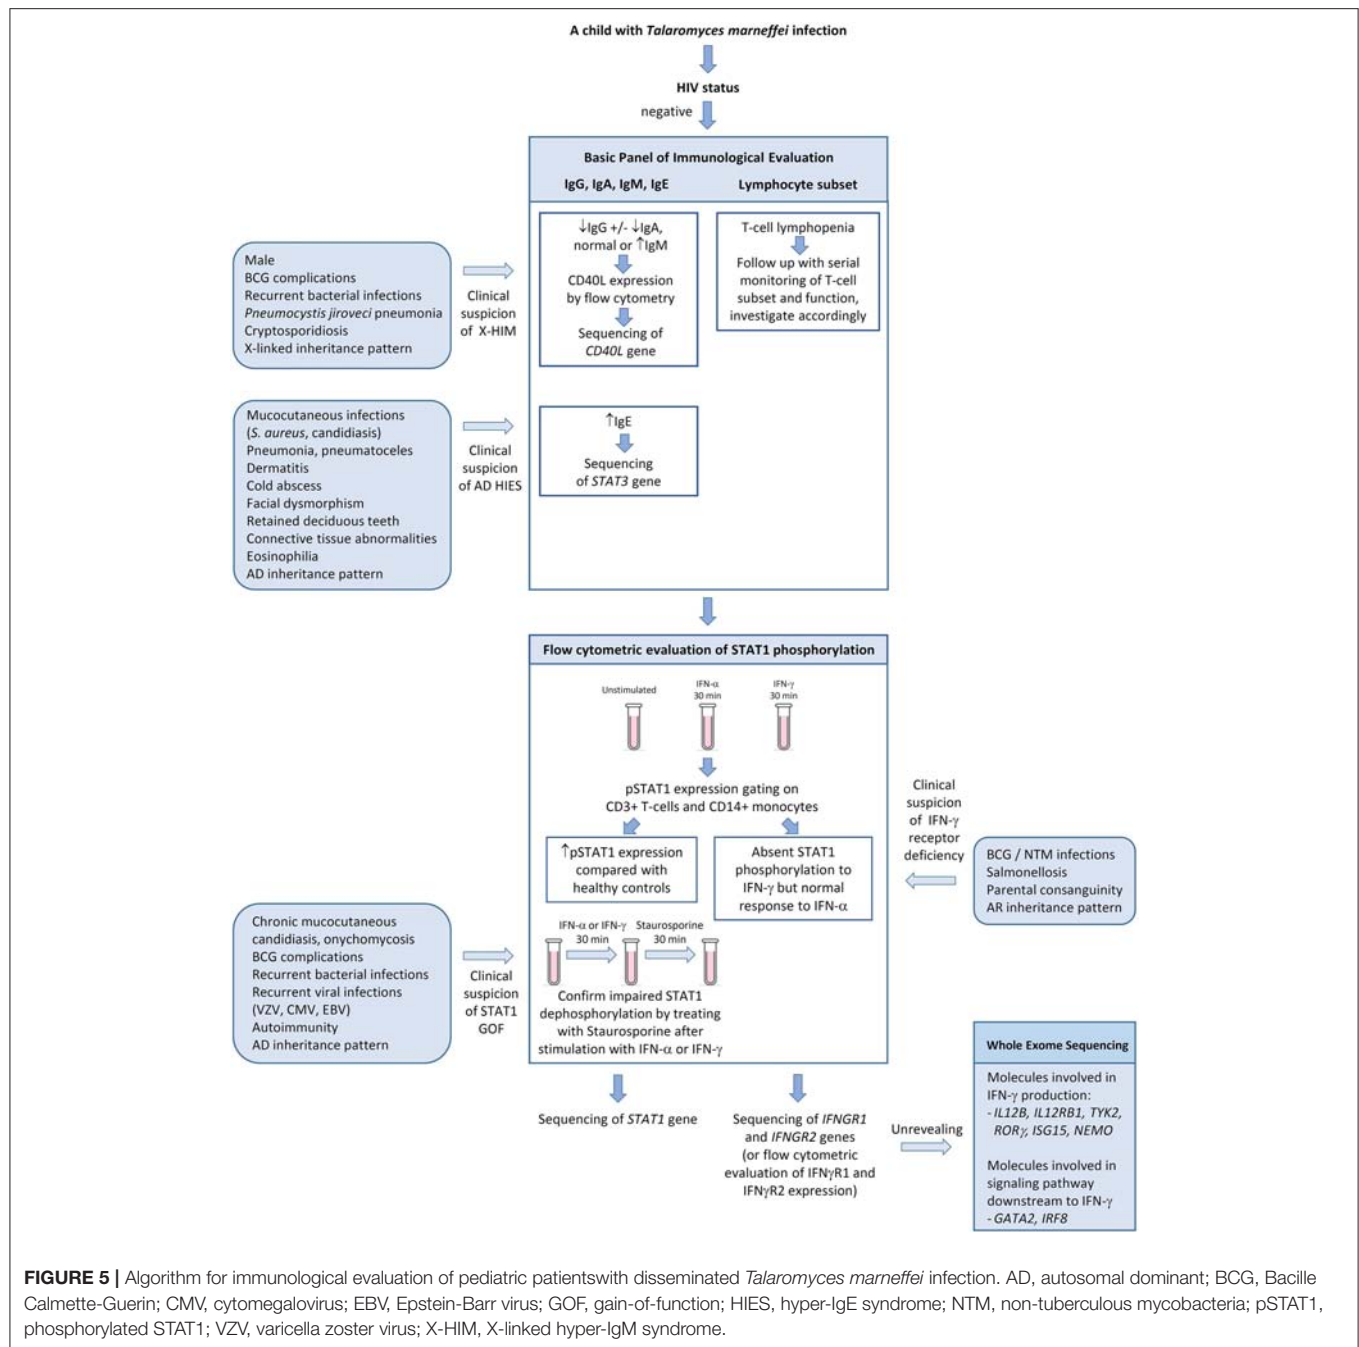 A child with Talaromyces marneffei infection
HIV status
negative
Basic Panel of Immunological Evaluation
IgG, IgA, IgM, IgE
Lymphocyte subset
Male
BCG complications
Recurrent bacterial infections
Pneumocystis jiroveci pneumonia
Cryptosporidiosis
X-linked inheritance pattern
Clinical
suspicion
of X-HIM
↓IgG +/- ↓IgA,
normal or ↑IgM
CD40L expression
by flow cytometry
Sequencing of
CD40L gene
T-cell lymphopenia
Follow up with serial
monitoring of T-cell
subset and function,
investigate accordingly
Mucocutaneous infections
(S. aureus, candidiasis)
Pneumonia, pneumatoceles
Dermatitis
Cold abscess
Facial dysmorphism
Retained deciduous teeth
Connective tissue abnormalities
Eosinophilia
AD inheritance pattern
Clinical
suspicion
of AD HIES
↑IgE
Sequencing
of STAT3 gene
Flow cytometric evaluation of STAT1 phosphorylation
Unstimulated
IFN-α
30 min
IFN-γ
30 min
pSTAT1 expression gating on
CD3+ T-cells and CD14+ monocytes
↑pSTAT1 expression
compared with
healthy controls
Absent STAT1
phosphorylation to
IFN-γ but normal
response to IFN-α
Clinical
suspicion
of IFN-γ
receptor
deficiency
BCG / NTM infections
Salmonellosis
Parental consanguinity
AR inheritance pattern
Chronic mucocutaneous
candidiasis, onychomycosis
BCG complications
Recurrent bacterial infections
Recurrent viral infections
(VZV, CMV, EBV)
Autoimmunity
AD inheritance pattern
Clinical
suspicion
of STAT1
GOF
IFN-α or IFN-γ
30 min
Staurosporine
30 min
Confirm impaired STAT1
dephosphorylation by treating
with Staurosporine after
stimulation with IFN-α or IFN-γ
Sequencing of STAT1 gene
Sequencing of IFNGR1
and IFNGR2 genes
(or flow cytometric
evaluation of IFNγR1 and
IFNγR2 expression)
Unrevealing
Whole Exome Sequencing
Molecules involved in
IFN-γ production:
- IL12B, IL12RB1, TYK2,
RORγ, ISG15, NEMO
Molecules involved in
signaling pathway
downstream to IFN-γ
- GATA2, IRF8
FIGURE 5 | Algorithm for immunological evaluation of pediatric patientswith disseminated Talaromyces marneffei infection. AD, autosomal dominant; BCG, Bacille
Calmette-Guerin; CMV, cytomegalovirus; EBV, Epstein-Barr virus; GOF, gain-of-function; HIES, hyper-IgE syndrome; NTM, non-tuberculous mycobacteria; pSTAT1,
phosphorylated STAT1; VZV, varicella zoster virus; X-HIM, X-linked hyper-IgM syndrome.